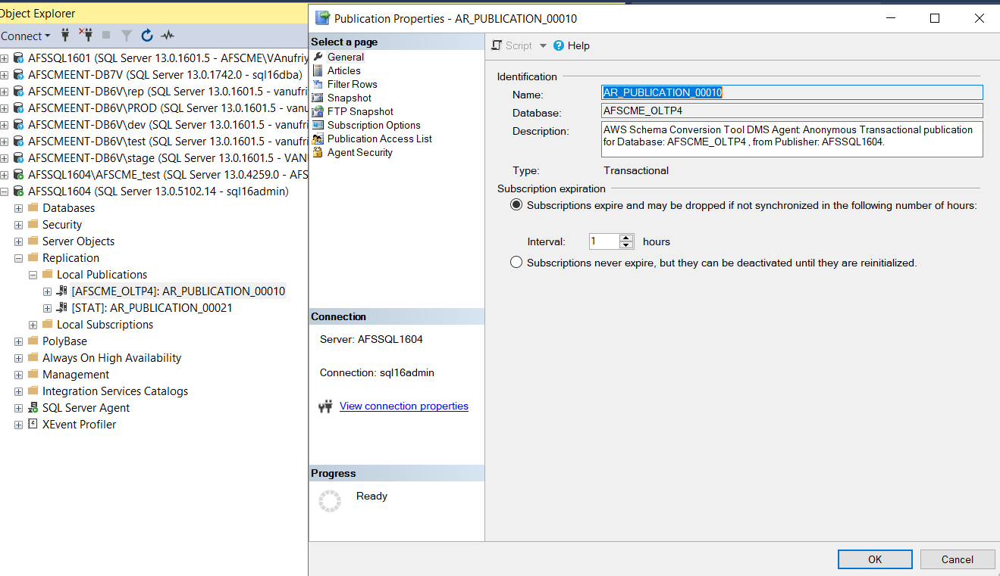 Object Explorer
Connect
AFSSQL1601 (SQL Server 13.0.1601.5 - AFSCME\VAnufriy
AFSCMEENT-DB7V (SQL Server 13.0.1742.0 - sql16dba)
AFSCMEENT-DB6V\rep (SQL Server 13.0.1601.5 - vanufri
AFSCMEENT-DB6V\PROD (SQL Server 13.0.1601.5 - vanu
AFSCMEENT-DB6V\dev (SQL Server 13.0.1601.5 - vanufri
AFSCMEENT-DB6V\test (SQL Server 13.0.1601.5 - vanufri
AFSCMEENT-DB6V\stage (SQL Server 13.0.1601.5 - VAN
AFSSQL1604\AFSCME_test (SQL Server 13.0.4259.0 - AFS
AFSSQL1604 (SQL Server 13.0.5102.14 - sql16admin)
Databases
Security
Server Objects
Replication
Local Publications
[AFSCME_OLTP4]: AR_PUBLICATION_00010
[STAT]: AR_PUBLICATION_00021
Local Subscriptions
PolyBase
Always On High Availability
Management
Integration Services Catalogs
SQL Server Agent
XEvent Profiler
Publication Properties - AR_PUBLICATION_00010
Select a page
General
Articles
Filter Rows
Snapshot
FTP Snapshot
Subscription Options
Publication Access List
Agent Security
Connection
Server: AFSSQL1604
Connection: sql16admin
View connection properties
Progress
Ready
Script
Help
Identification
Name: AR_PUBLICATION_00010
Database: AFSCME_OLTP4
Description: AWS Schema Conversion Tool DMS Agent: Anonymous Transactional publication
for Database: AFSCME_OLTP4 , from Publisher: AFSSQL1604.
Type: Transactional
Subscription expiration
Subscriptions expire and may be dropped if not synchronized in the following number of hours:
Interval: 1 hours
Subscriptions never expire, but they can be deactivated until they are reinitialized.
OK Cancel